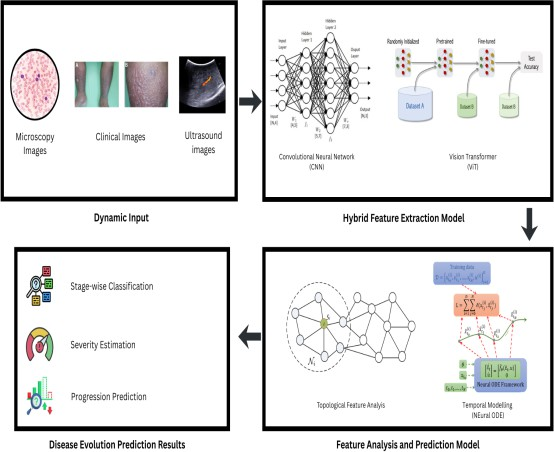 Microscopy
Images
Clinical Images
Ultrasound
images
Dynamic Input
Input
Layer
Hidden
Layer 1
Hidden
Layer 2
Output
Layer
Convolutional Neural Network
(CNN)
Randomly Initialized
Pretrained
Fine-tuned
Test
Accuracy
Dataset A
Dataset B
Dataset B
Vision Transformer
(ViT)
Hybrid Feature Extraction Model
Stage-wise Classification
Severity Estimation
Progression Prediction
Disease Evolution Prediction Results
Topological Feature Analyis
Training data
Neural ODE Framework
Temporal Modelling
(NEural ODE)
Feature Analysis and Prediction Model